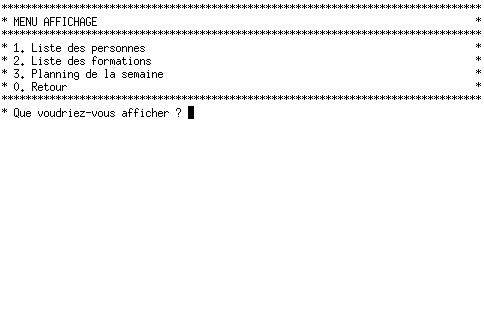 ********************************************************************************
* MENU AFFICHAGE                                                               *
********************************************************************************
* 1. Liste des personnes                                                       *
* 2. Liste des formations                                                      *
* 3. Planning de la semaine                                                    *
* 0. Retour                                                                    *
********************************************************************************
* Que voudriez-vous afficher ?